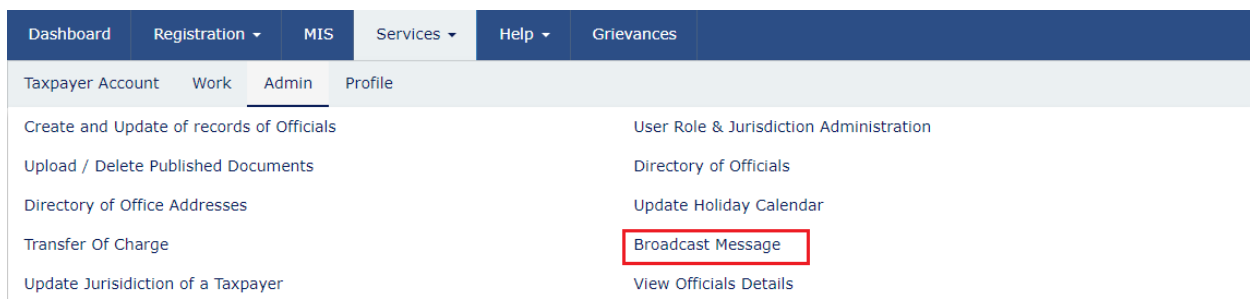 Dashboard Registration MIS Services Help Grievances
Taxpayer Account Work Admin Profile
Create and Update of records of Officials User Role & Jurisdiction Administration
Upload / Delete Published Documents Directory of Officials
Directory of Office Addresses Update Holiday Calendar
Transfer Of Charge Broadcast Message
Update Jurisidiction of a Taxpayer View Officials Details